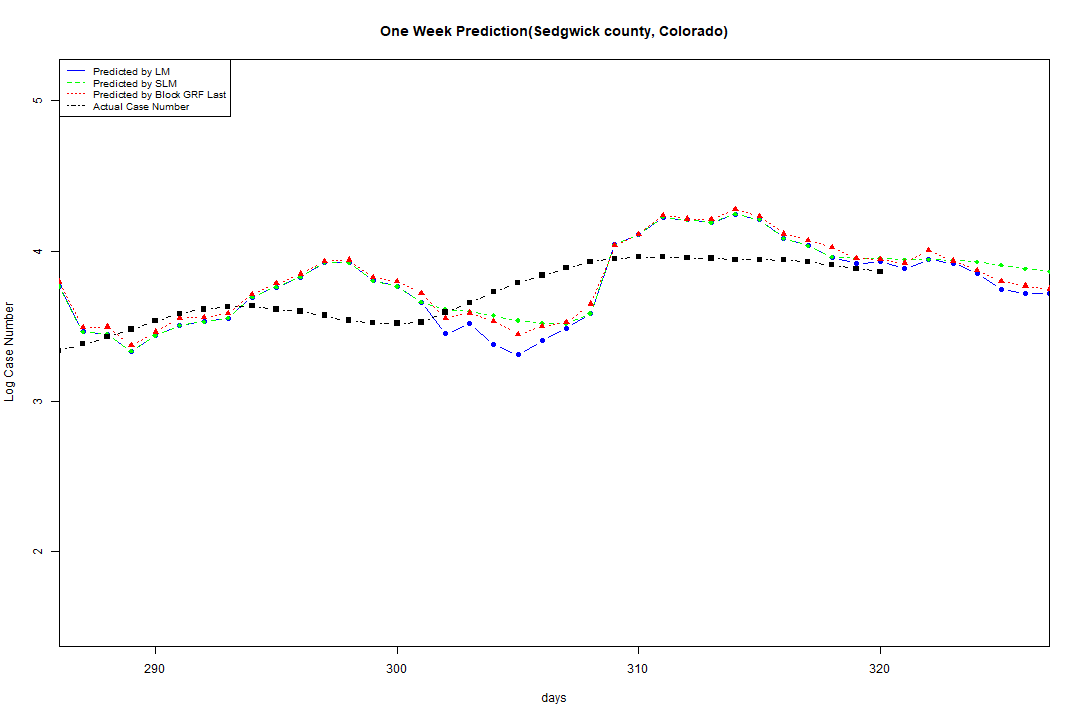 One Week Prediction(Sedgwick county, Colorado)
Predicted by LM
Predicted by SLM
Predicted by Block GRF Last
Actual Case Number
5
4
3
2
Log Case Number
290
300
310
320
days